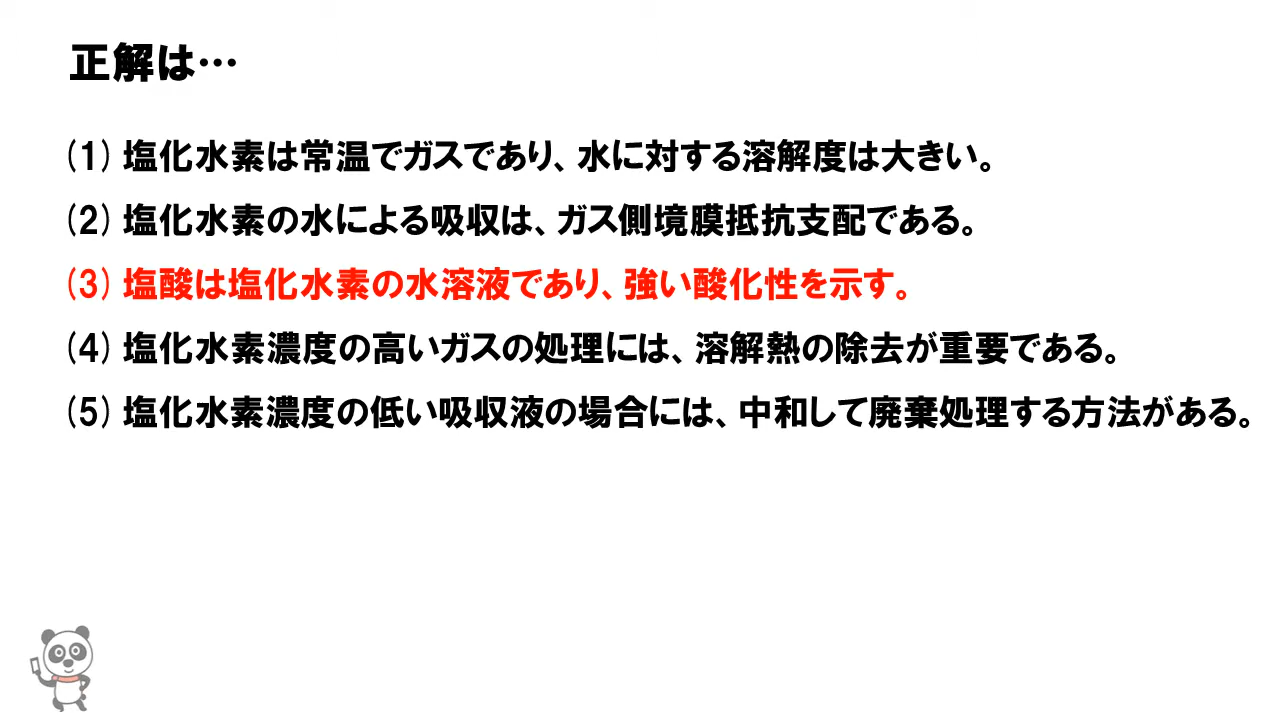 正解は…
(1) 塩化水素は常温でガスであり、水に対する溶解度は大きい。
(2) 塩化水素の水による吸収は、ガス側境膜抵抗支配である。
(3) 塩酸は塩化水素の水溶液であり、強い酸化性を示す。
(4) 塩化水素濃度の高いガスの処理には、溶解熱の除去が重要である。
(5) 塩化水素濃度の低い吸収液の場合には、中和して廃棄処理する方法がある。